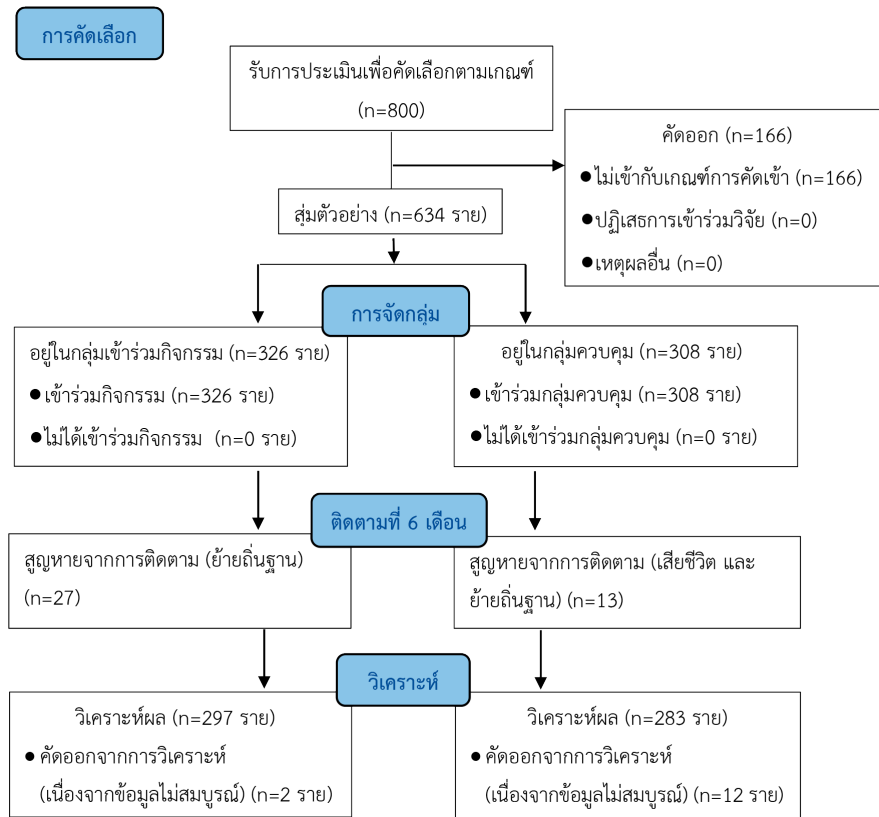 การคัดเลือก
รับการประเมินเพื่อคัดเลือกตามเกณฑ์
(n=800)
คัดออก (n=166)
●ไม่เข้ากับเกณฑ์การคัดเข้า (n=166)
●ปฏิเสธการเข้าร่วมวิจัย (n=0)
●เหตุผลอื่น (n=0)
สุ่มตัวอย่าง (n=634 ราย)
การจัดกลุ่ม
อยู่ในกลุ่มเข้าร่วมกิจกรรม (n=326 ราย)
●เข้าร่วมกิจกรรม (n=326 ราย)
●ไม่ได้เข้าร่วมกิจกรรม (n=0 ราย)
อยู่ในกลุ่มควบคุม (n=308 ราย)
●เข้าร่วมกลุ่มควบคุม (n=308 ราย)
●ไม่ได้เข้าร่วมกลุ่มควบคุม (n=0 ราย)
ติดตามที่ 6 เดือน
สูญหายจากการติดตาม (ย้ายถิ่นฐาน)
(n=27)
สูญหายจากการติดตาม (เสียชีวิต และ
ย้ายถิ่นฐาน) (n=13)
วิเคราะห์
วิเคราะห์ผล (n=297 ราย)
● คัดออกจากการวิเคราะห์
(เนื่องจากข้อมูลไม่สมบูรณ์) (n=2 ราย)
วิเคราะห์ผล (n=283 ราย)
● คัดออกจากการวิเคราะห์
(เนื่องจากข้อมูลไม่สมบูรณ์) (n=12 ราย)